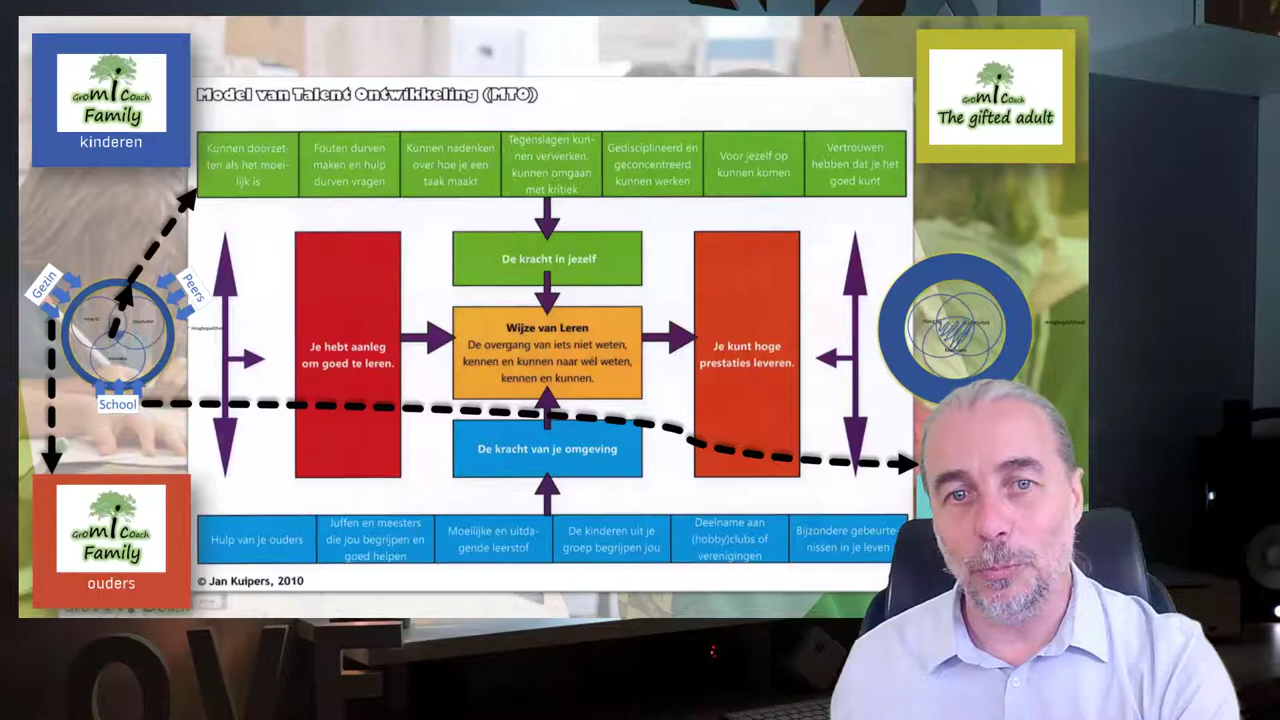 GroMiCoach
Family
kinderen
GroMiCoach
The gifted adult
Model van Talent Ontwikkeling (MTO)
Kunnen doorzet-
ten als het moei-
lijk is
Fouten durven
maken en hulp
durven vragen
Kunnen nadenken
over hoe je een
taak maakt
Tegenslagen kun-
nen verwerken.
kunnen omgaan
met kritiek
Gedisciplineerd en
geconcentreerd
kunnen werken
Voor jezelf op
kunnen komen
Vertrouwen
hebben dat je het
goed kunt
De kracht in jezelf
Gezin
Peers
School
Je hebt aanleg
om goed te leren.
Wijze van Leren
De overgang van iets niet weten,
kennen en kunnen naar wél weten,
kennen en kunnen.
Je kunt hoge
prestaties leveren.
De kracht van je omgeving
Hulp van je ouders
Juffen en meesters
die jou begrijpen en
goed helpen
Moeilijke en uitda-
gende leerstof
De kinderen uit je
groep begrijpen jou
Deelname aan
(hobby)clubs of
verenigingen
Bijzondere gebeurte-
nissen in je leven
© Jan Kuipers, 2010
GroMiCoach
Family
ouders
OVE